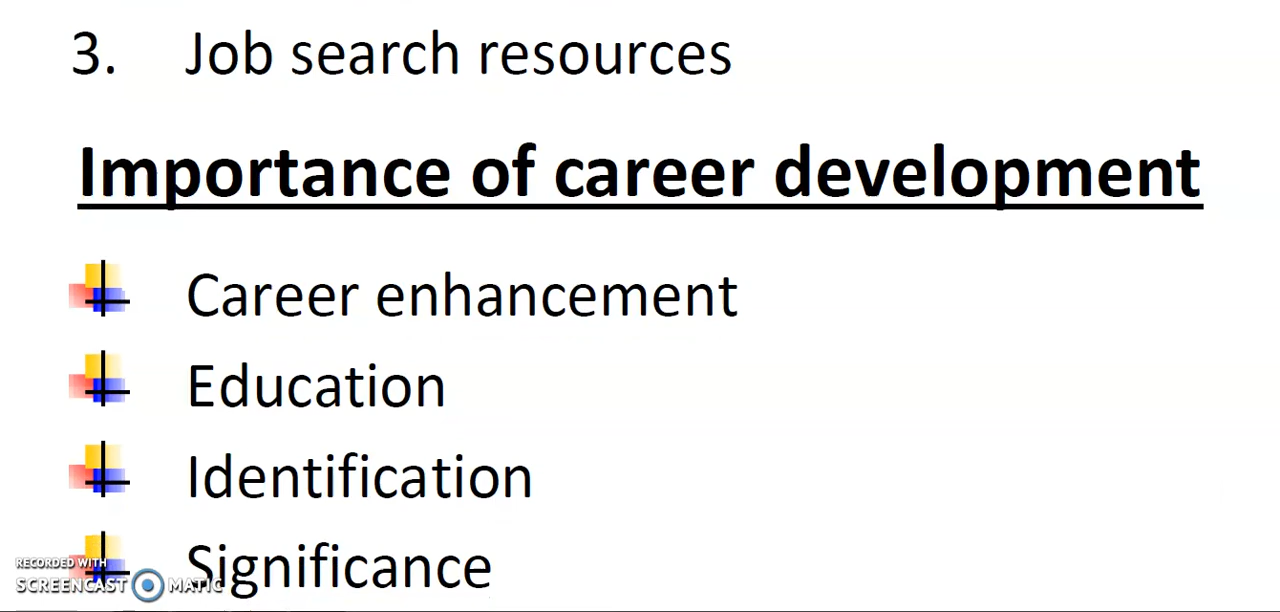 3. Job search resources
Importance of career development
Career enhancement
Education
Identification
Significance
RECORDED WITH
SCREENCAST MATIC